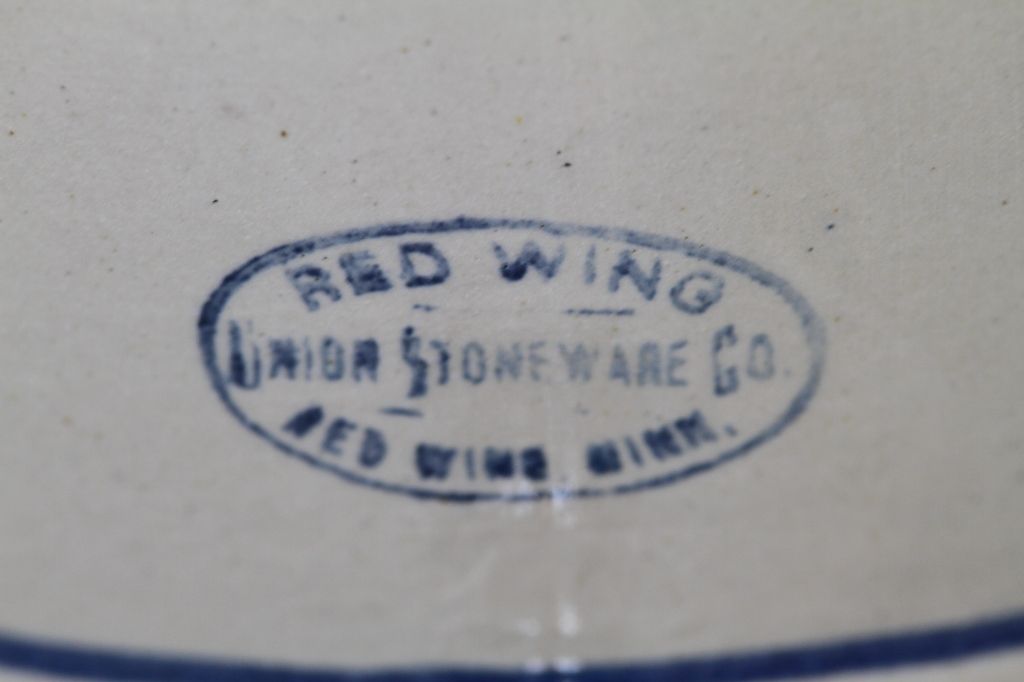 RED WING
UNION STONEWARE CO.
RED WING MINN.